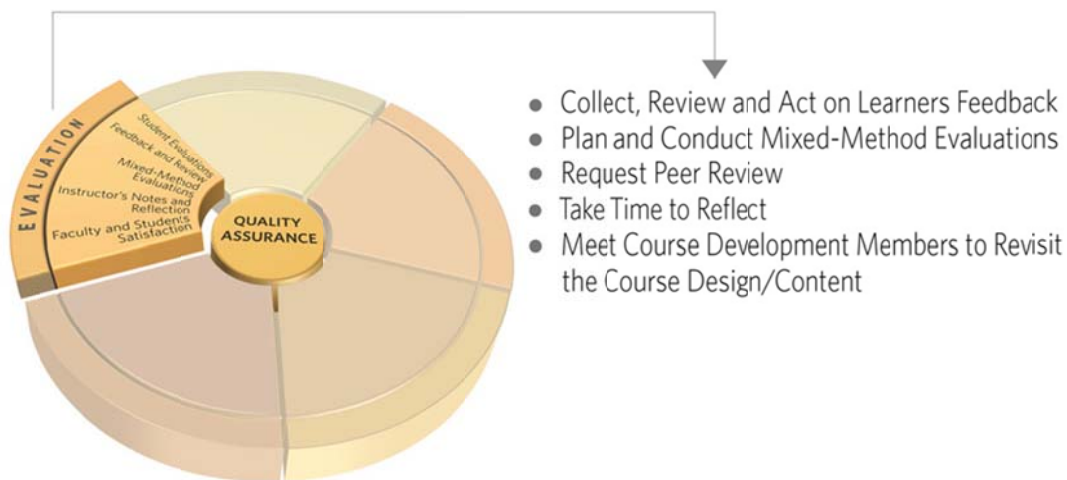 EVALUATION
Student Evaluations
Feedback and Review
Mixed-Method
Evaluations
Instructor's Notes and
Reflection
Faculty and Students
Satisfaction
QUALITY
ASSURANCE
Collect, Review and Act on Learners Feedback
Plan and Conduct Mixed-Method Evaluations
Request Peer Review
Take Time to Reflect
Meet Course Development Members to Revisit
the Course Design/Content